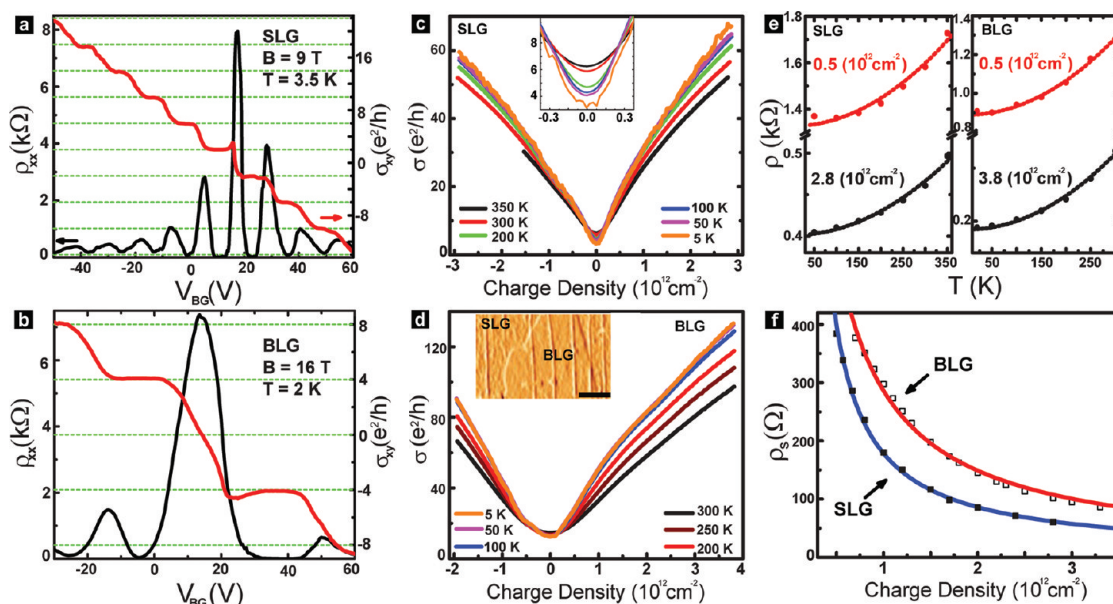 a
SLG
B = 9 T
T = 3.5 K
ρxx(kΩ)
8
6
4
2
0
σxy(e²/h)
16
8
0
-8
-40 -20 0 20 40 60
VBG(V)
b
BLG
B = 16 T
T = 2 K
ρxx(kΩ)
6
4
2
0
σxy(e²/h)
8
4
0
-4
-8
-20 0 20 40 60
VBG(V)
c
SLG
σ (e²/h)
60
40
20
0
8
6
4
-0.3 0.0 0.3
350 K
300 K
200 K
100 K
50 K
5 K
-3 -2 -1 0 1 2 3
Charge Density (10¹²cm⁻²)
d
SLG
BLG
BLG
σ (e²/h)
120
80
40
0
5 K
50 K
100 K
300 K
250 K
200 K
-2 -1 0 1 2 3 4
Charge Density (10¹²cm⁻²)
e
SLG
BLG
ρ (kΩ)
1.8
1.6
1.4
0.5
0.4
0.5 (10¹²cm⁻²)
2.8 (10¹²cm⁻²)
1.4
1.2
1.0
0.8
0.2
0.5 (10¹²cm⁻²)
3.8 (10¹²cm⁻²)
50 150 250 350
50 150 250
T (K)
f
ρs(Ω)
400
300
200
100
0
BLG
SLG
1 2 3
Charge Density (10¹²cm⁻²)